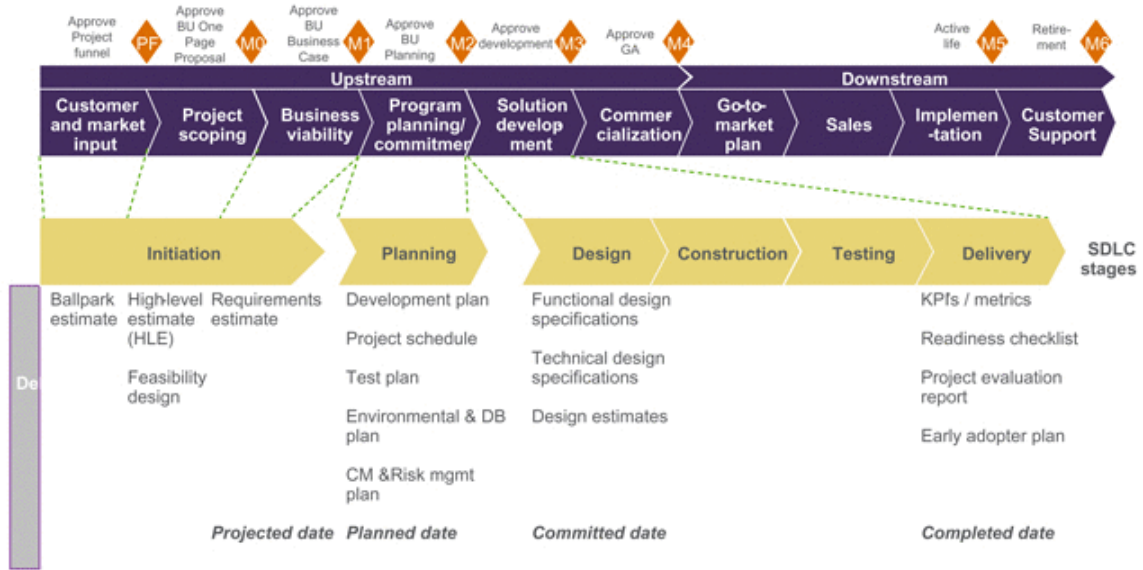 Approve
Project
funnel
PF
Approve
BU One
Page
Proposal
M0
Approve
BU
Business
Case
M1
Approve
BU
Planning
M2
Approve
development
M3
Approve
GA
M4
Active
life
M5
Retire-
ment
M6
Upstream
Downstream
Customer
and market
input
Project
scoping
Business
viability
Program
planning/
commitmer
Solution
develop
ment
Commer
cialization
Go-to-
market
plan
Sales
Implemen
-tation
Customer
Support
Initiation
Planning
Design
Construction
Testing
Delivery
SDLC
stages
De
Ballpark
estimate
High-level
estimate
(HLE)
Feasibility
design
Requirements
estimate
Development plan
Project schedule
Test plan
Environmental & DB
plan
CM &Risk mgmt
plan
Functional design
specifications
Technical design
specifications
Design estimates
KPfs / metrics
Readiness checklist
Project evaluation
report
Early adopter plan
Projected date
Planned date
Committed date
Completed date